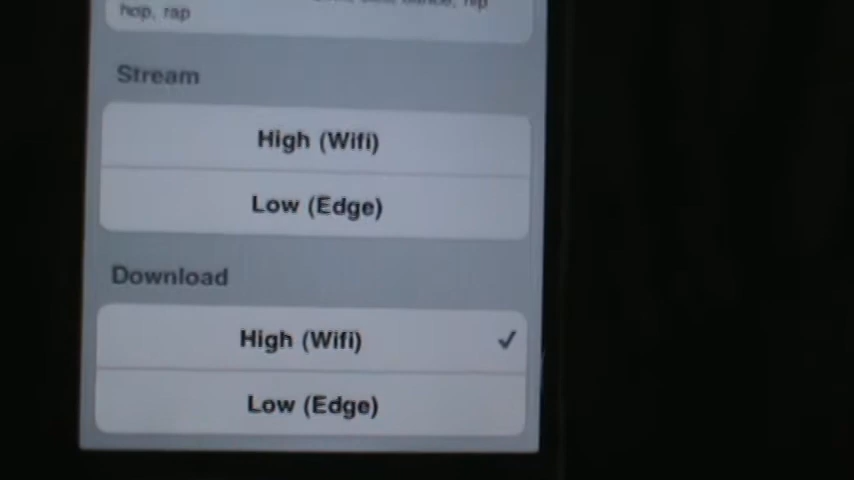 hop, rap
Stream
High (Wifi)
Low (Edge)
Download
High (Wifi)
Low (Edge)